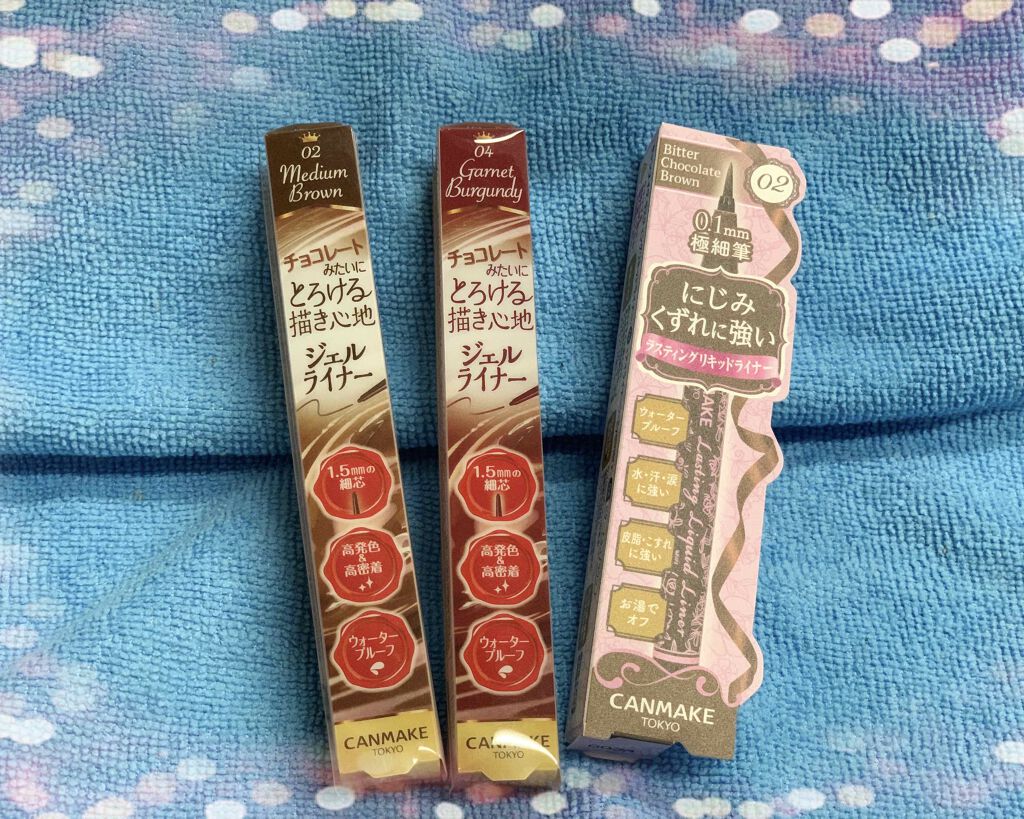 02
Medium
Brown
チョコレート
みたいに
とろける
描き心地
ジェル
ライナー
1.5mmの
細芯
高発色
&
高密着
ウォーター
プルーフ
CANMAKE
TOKYO
04
Garnet
Burgundy
チョコレート
みたいに
とろける
描き心地
ジェル
ライナー
1.5mmの
細芯
高発色
&
高密着
ウォーター
プルーフ
CANMAKE
TOKYO
Bitter
Chocolate
Brown
02
0.1mm
極細筆
にじみ
くずれに強い
ラスティングリキッドライナー
ウォーター
プルーフ
水・汗・涙
に強い
皮脂・こすれ
に強い
お湯で
オフ
Lasting Liquid Liner
CANMAKE
TOKYO